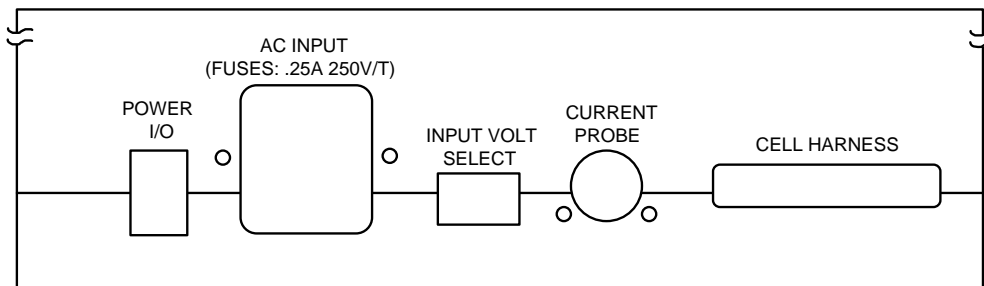 AC INPUT
(FUSES: .25A 250V/T)
POWER
I/O
INPUT VOLT
SELECT
CURRENT
PROBE
CELL HARNESS